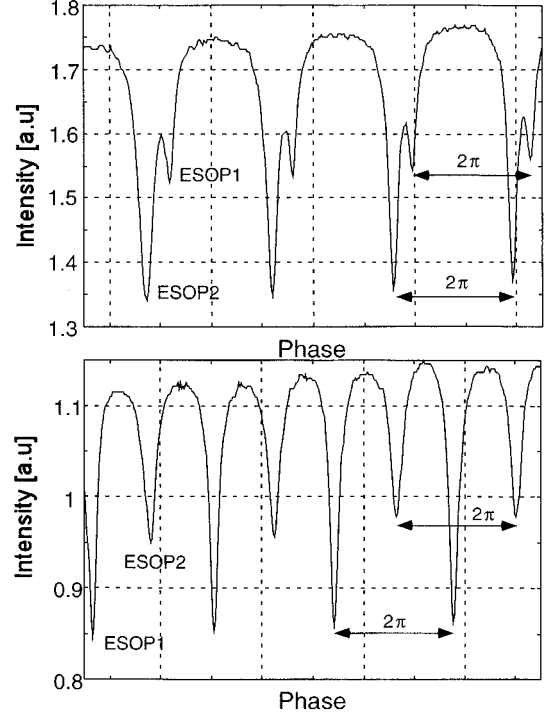 1.8
1.7
1.6
1.5
1.4
1.3
Intensity [a.u]
ESOP1
ESOP2
2π
2π
Phase
1.1
1
0.9
0.8
Intensity [a.u]
ESOP2
ESOP1
2π
2π
Phase